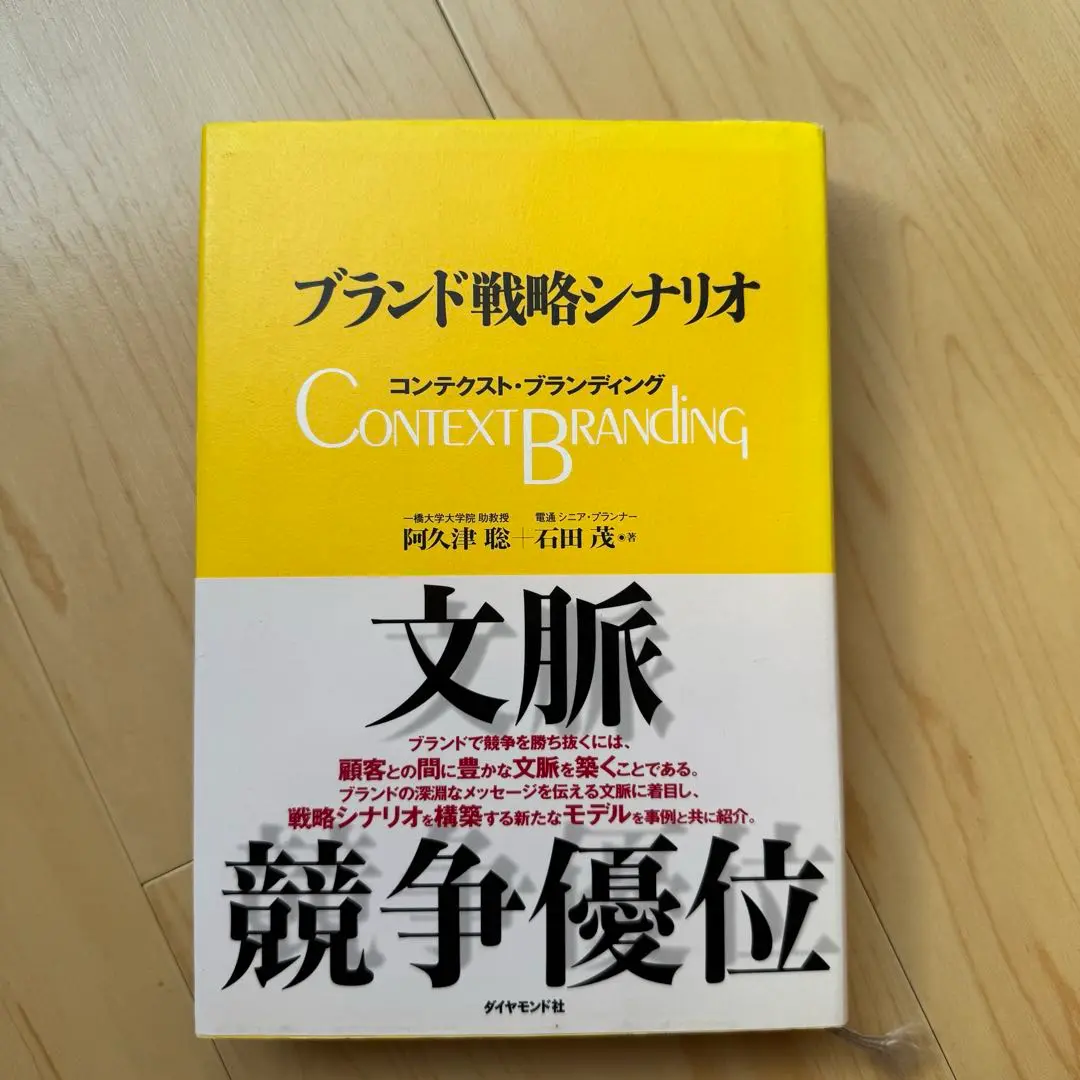 ブランド戦略シナリオ
コンテクスト・ブランディング
CONTEXT BRANdiNG
一橋大学大学院 助教授 電通 シニア・プランナー
阿久津 聡＋石田 茂◉著
文脈
ブランドで競争を勝ち抜くには、
顧客との間に豊かな文脈を築くことである。
ブランドの深淵なメッセージを伝える文脈に着目し、
戦略シナリオを構築する新たなモデルを事例と共に紹介。
競争優位
ダイヤモンド社